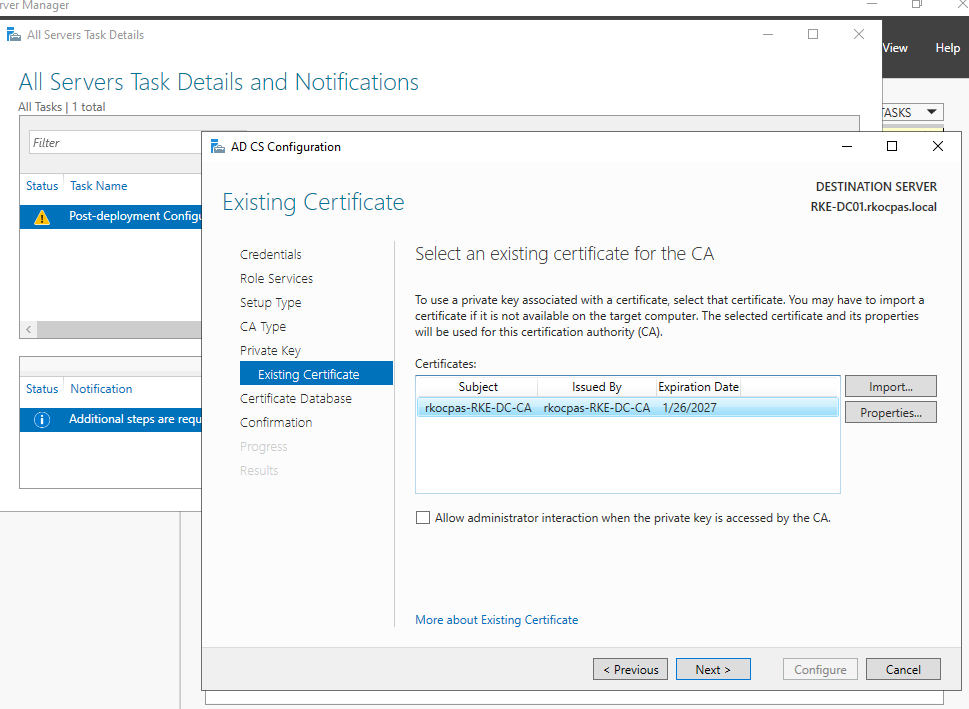 rver Manager
All Servers Task Details
View
Help
All Servers Task Details and Notifications
All Tasks | 1 total
TASKS
Filter
Status Task Name
Post-deployment Configu
Status Notification
Additional steps are requ
AD CS Configuration
Existing Certificate
DESTINATION SERVER
RKE-DC01.rkocpas.local
Credentials
Role Services
Setup Type
CA Type
Private Key
Existing Certificate
Certificate Database
Confirmation
Progress
Results
Select an existing certificate for the CA
To use a private key associated with a certificate, select that certificate. You may have to import a
certificate if it is not available on the target computer. The selected certificate and its properties
will be used for this certification authority (CA).
Certificates:
Subject Issued By Expiration Date
rkocpas-RKE-DC-CA rkocpas-RKE-DC-CA 1/26/2027
Import...
Properties...
Allow administrator interaction when the private key is accessed by the CA.
More about Existing Certificate
< Previous
Next >
Configure
Cancel